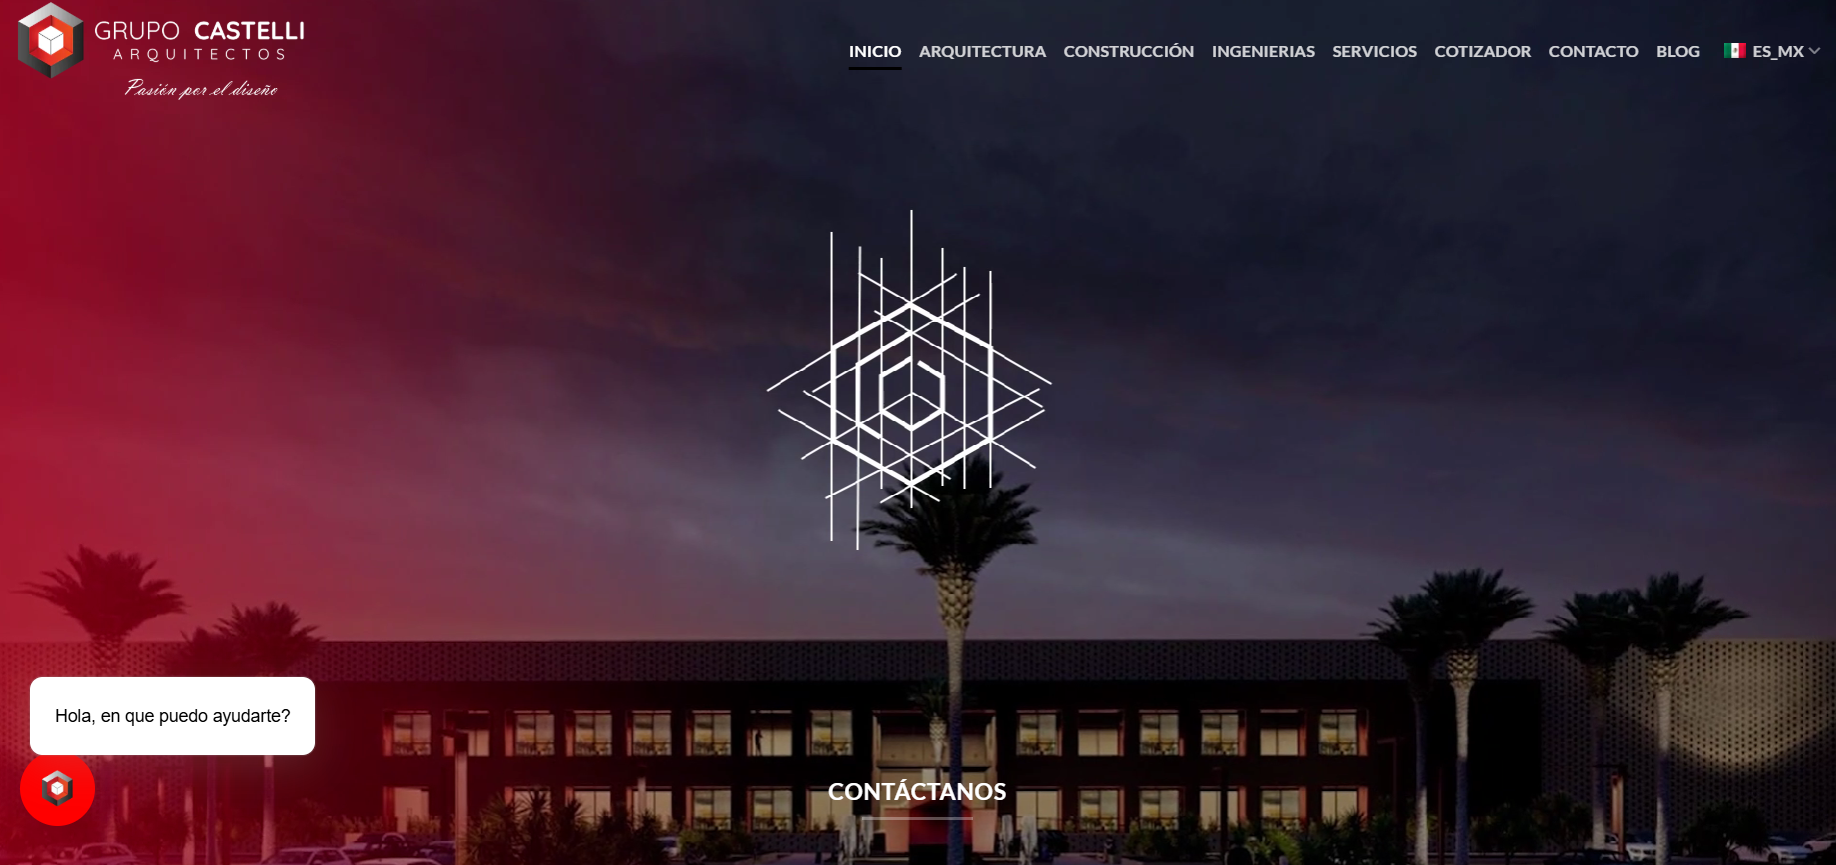 GRUPO CASTELLI
ARQUITECTOS
Pasión por el diseño
INICIO ARQUITECTURA CONSTRUCCIÓN INGENIERIAS SERVICIOS COTIZADOR CONTACTO BLOG ES_MX
Hola, en que puedo ayudarte?
CONTÁCTANOS